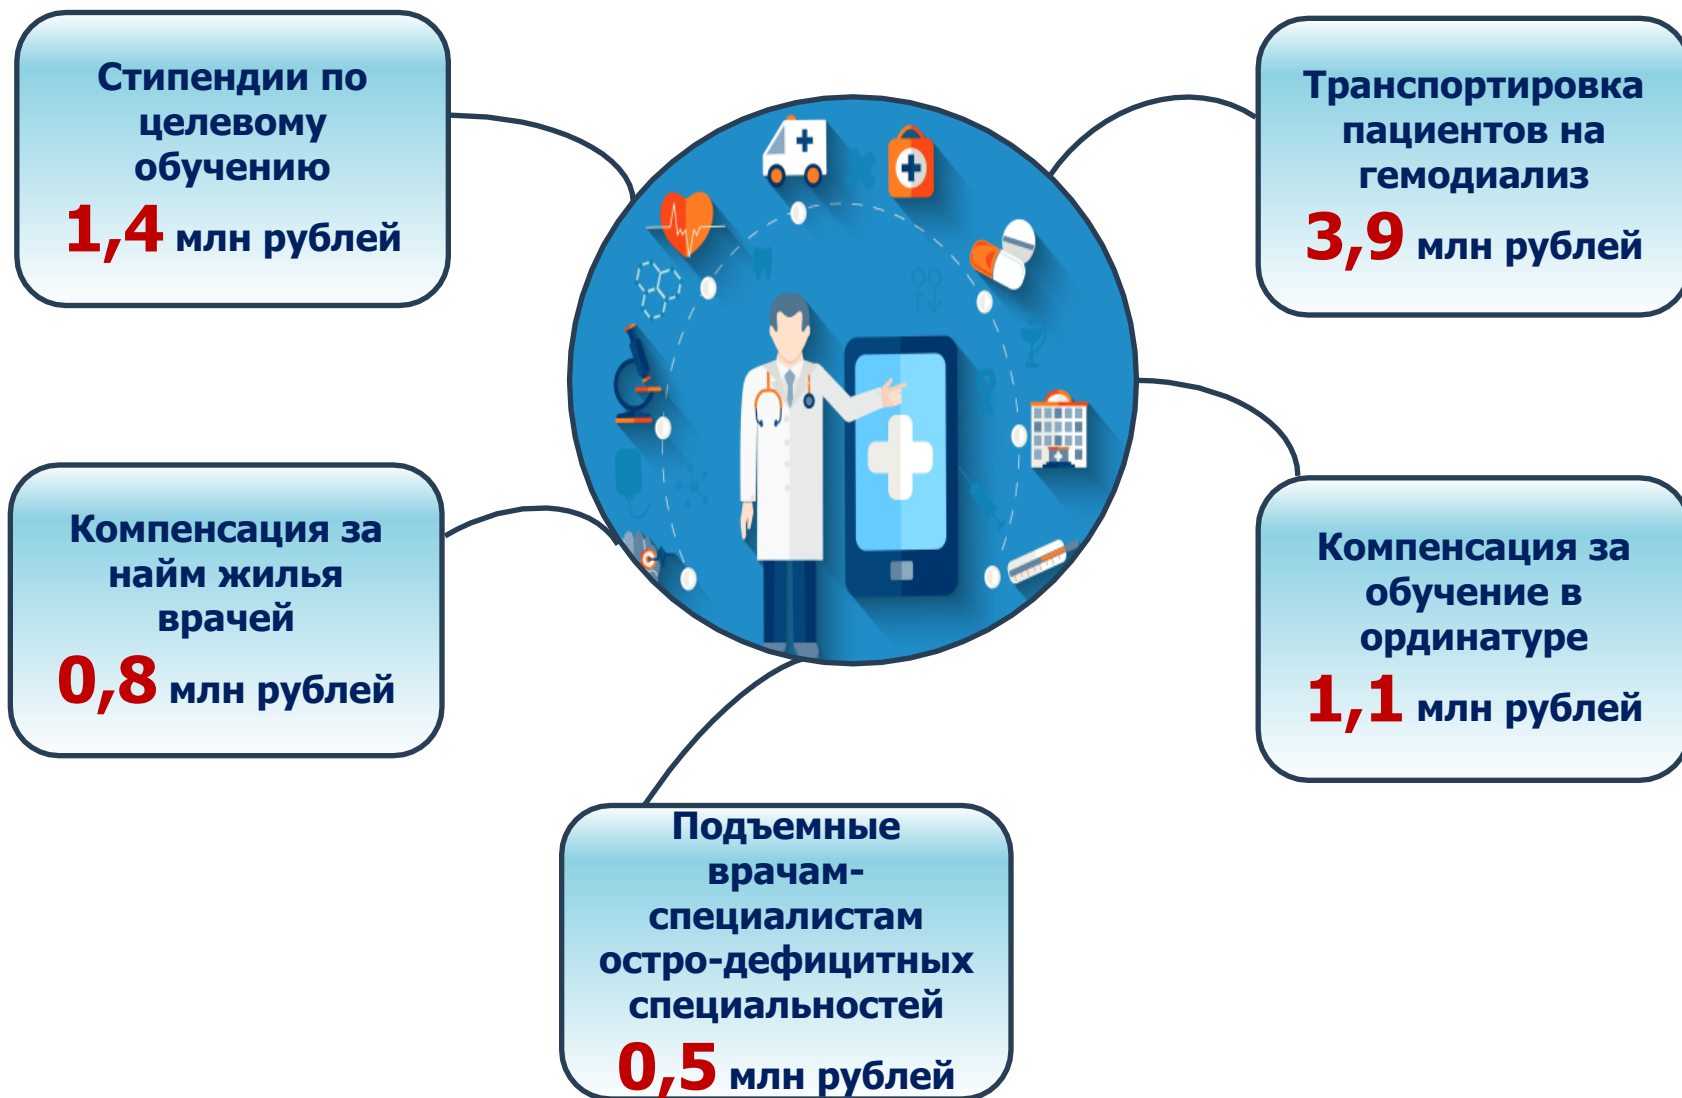 Стипендии по
целевому
обучению
1,4 млн рублей
Транспортировка
пациентов на
гемодиализ
3,9 млн рублей
Компенсация за
найм жилья
врачей
0,8 млн рублей
Компенсация за
обучение в
ординатуре
1,1 млн рублей
Подъемные
врачам-
специалистам
остро-дефицитных
специальностей
0,5 млн рублей